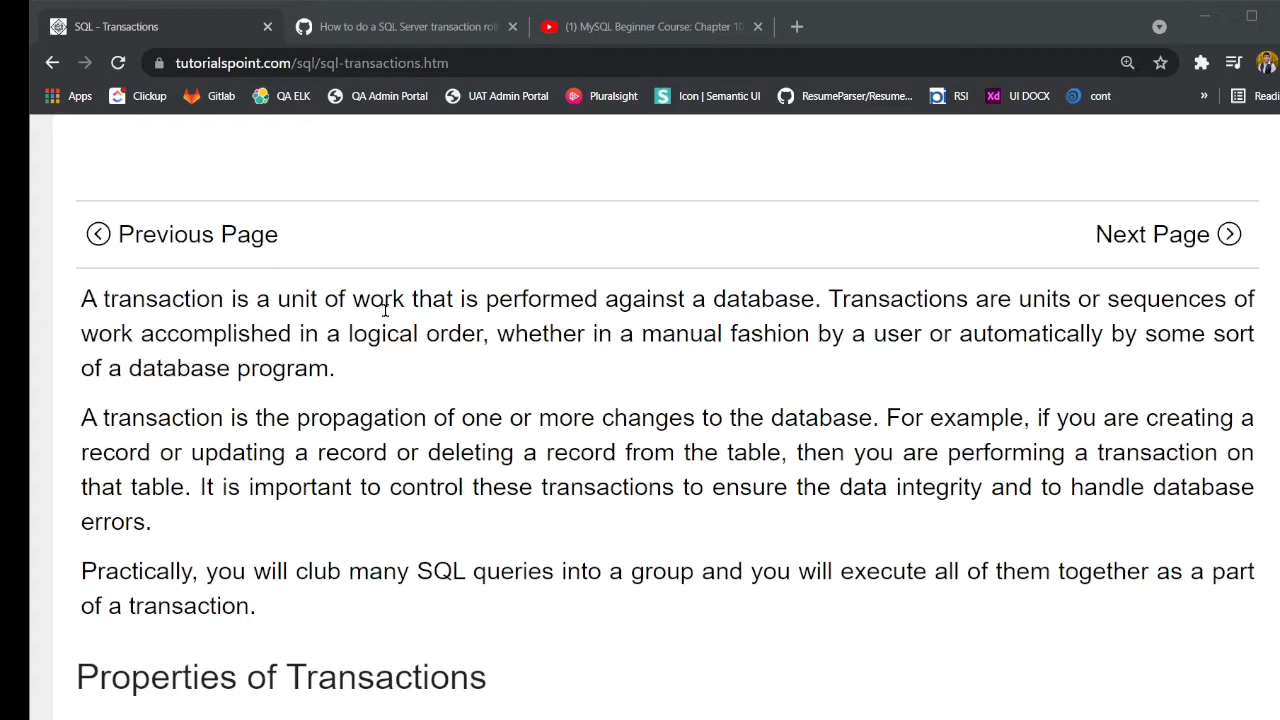 SQL - Transactions
How to do a SQL Server transaction roll
(1) MySQL Beginner Course: Chapter 10
tutorialspoint.com/sql/sql-transactions.htm
Apps Clickup Gitlab QA ELK QA Admin Portal UAT Admin Portal Pluralsight Icon | Semantic UI ResumeParser/Resume... RSI Xd UI DOCX cont » Readi
Previous Page
Next Page
A transaction is a unit of work that is performed against a database. Transactions are units or sequences of
work accomplished in a logical order, whether in a manual fashion by a user or automatically by some sort
of a database program.
A transaction is the propagation of one or more changes to the database. For example, if you are creating a
record or updating a record or deleting a record from the table, then you are performing a transaction on
that table. It is important to control these transactions to ensure the data integrity and to handle database
errors.
Practically, you will club many SQL queries into a group and you will execute all of them together as a part
of a transaction.
Properties of Transactions